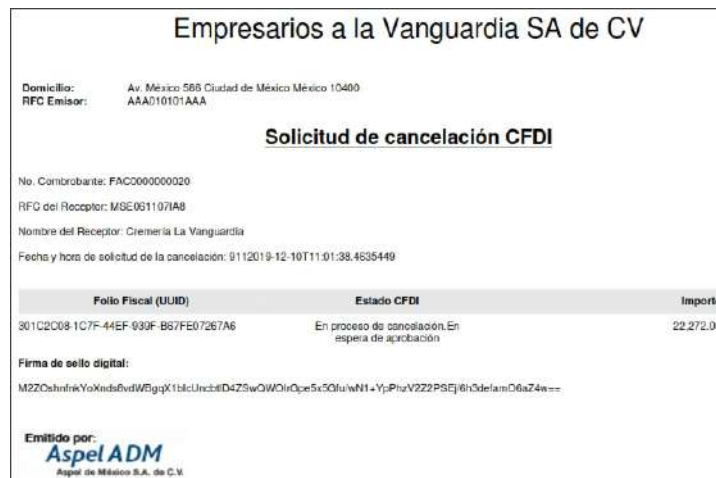 Empresarios a la Vanguardia SA de CV
Domicilio: Av. México 586 Ciudad de México México 10400
RFC Emisor: AAA010101AAA
Solicitud de cancelación CFDI
No. Comprobante: FAC0000000020
RFC del Receptor: MSE061107IA8
Nombre del Receptor: Cremería La Vanguardia
Fecha y hora de solicitud de la cancelación: 9112019-12-10T11:01:38.4635449
Folio Fiscal (UUID) Estado CFDI Importe
301C2C08-1C7F-44EF-939F-B67FE07267A6 En proceso de cancelación.En 22,272.0
espera de aprobación
Firma de sello digital:
Emitido por:
Aspel ADM
Aspel de México S.A. de C.V.